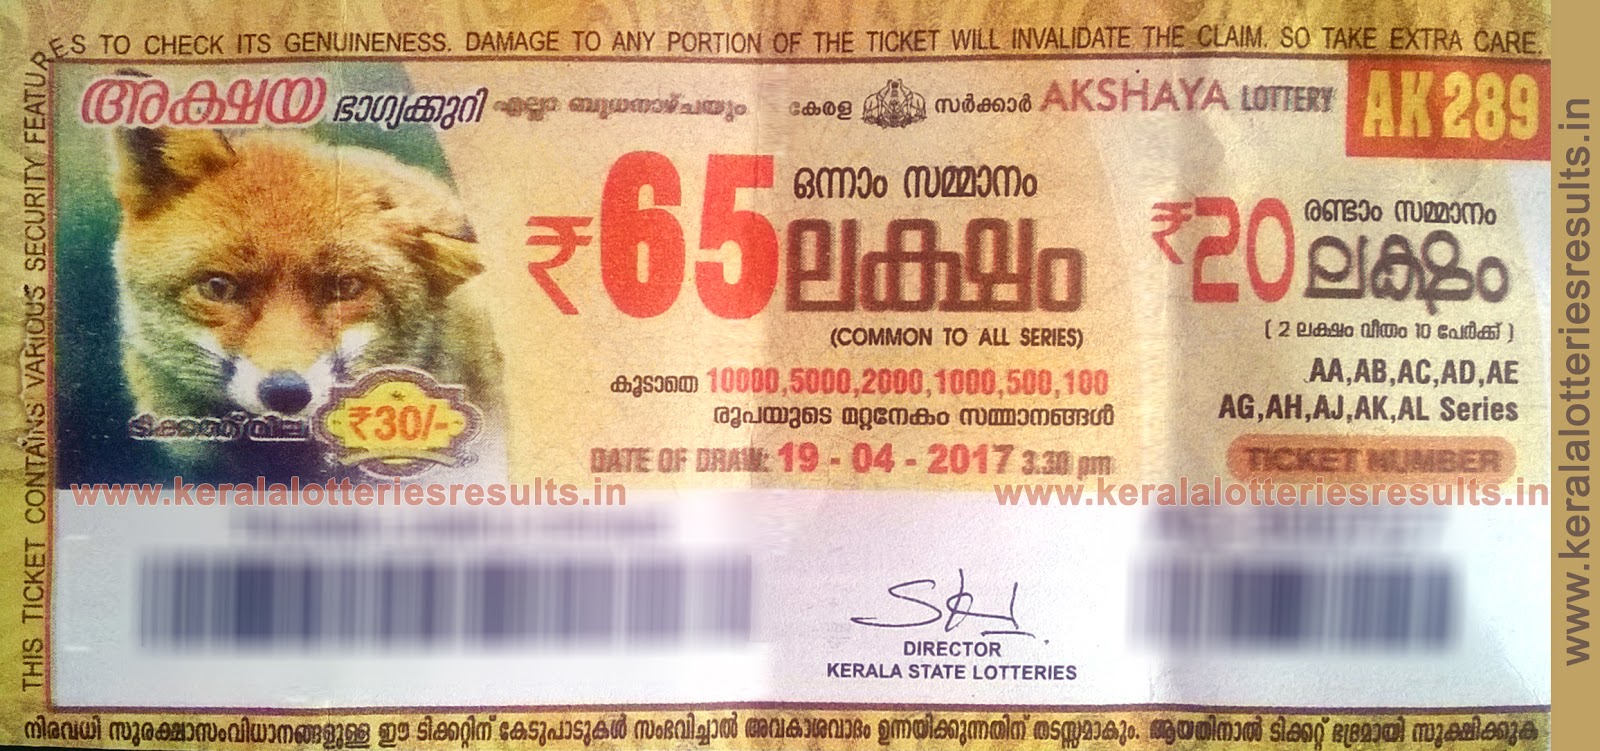 THIS TICKET CONTAINS VARIOUS SECURITY FEATURES TO CHECK ITS GENUINENESS. DAMAGE TO ANY PORTION OF THE TICKET WILL INVALIDATE THE CLAIM. SO TAKE EXTRA CARE.
അക്ഷയ ഭാഗ്യക്കുറി എല്ലാ ബുധനാഴ്ചയും കേരള സർക്കാർ AKSHAYA LOTTERY AK 289
ഒന്നാം സമ്മാനം
₹65 ലക്ഷം
(COMMON TO ALL SERIES)
രണ്ടാം സമ്മാനം
₹20 ലക്ഷം
( 2 ലക്ഷം വീതം 10 പേർക്ക് )
AA,AB,AC,AD,AE
AG,AH,AJ,AK,AL Series
കൂടാതെ 10000,5000,2000,1000,500,100
രൂപയുടെ മറ്റനേകം സമ്മാനങ്ങൾ
ടിക്കറ്റ് വില ₹30/-
DATE OF DRAW: 19 - 04 - 2017 3.30 pm
TICKET NUMBER
www.keralalotteriesresults.in
www.keralalotteriesresults.in
DIRECTOR
KERALA STATE LOTTERIES
നിരവധി സുരക്ഷാസംവിധാനങ്ങളുള്ള ഈ ടിക്കറ്റിന് കേടുപാടുകൾ സംഭവിച്ചാൽ അവകാശവാദം ഉന്നയിക്കുന്നതിന് തടസ്സമാകും. ആയതിനാൽ ടിക്കറ്റ് ഭദ്രമായി സൂക്ഷിക്കുക
www.keralalotteriesresults.in